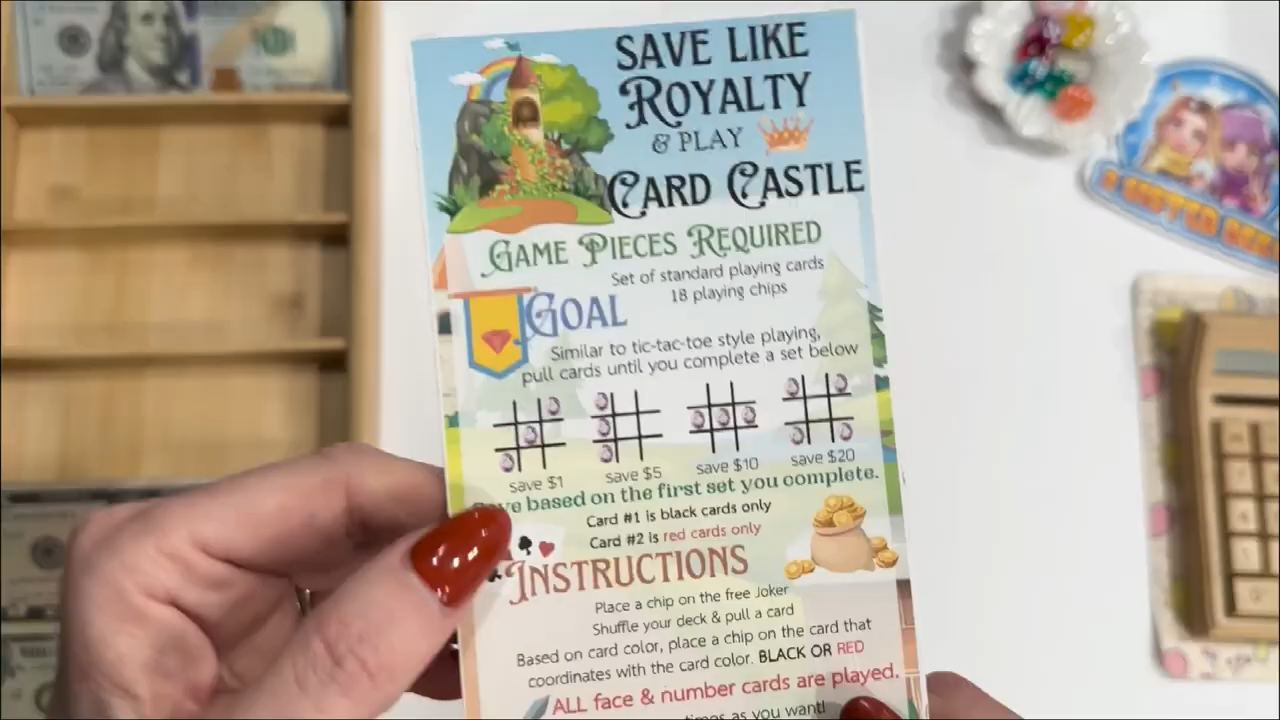 SAVE LIKE
ROYALTY
& PLAY
CARD CASTLE
GAME PIECES REQUIRED
Set of standard playing cards
18 playing chips
GOAL
Similar to tic-tac-toe style playing,
pull cards until you complete a set below
save $1 save $5 save $10 save $20
based on the first set you complete.
Card #1 is black cards only
Card #2 is red cards only
INSTRUCTIONS
Place a chip on the free Joker
Shuffle your deck & pull a card
Based on card color, place a chip on the card that
coordinates with the card color. BLACK OR RED
ALL face & number cards are played.
times as you want!